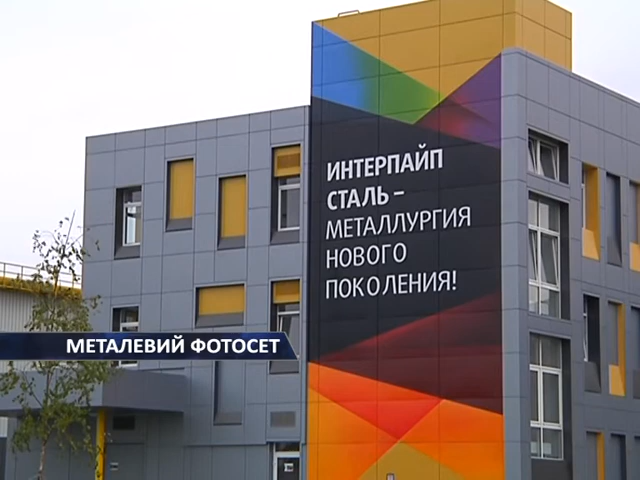 ИНТЕРПАЙП
СТАЛЬ –
МЕТАЛЛУРГИЯ
НОВОГО
ПОКОЛЕНИЯ!
МЕТАЛЕВИЙ ФОТОСЕТ